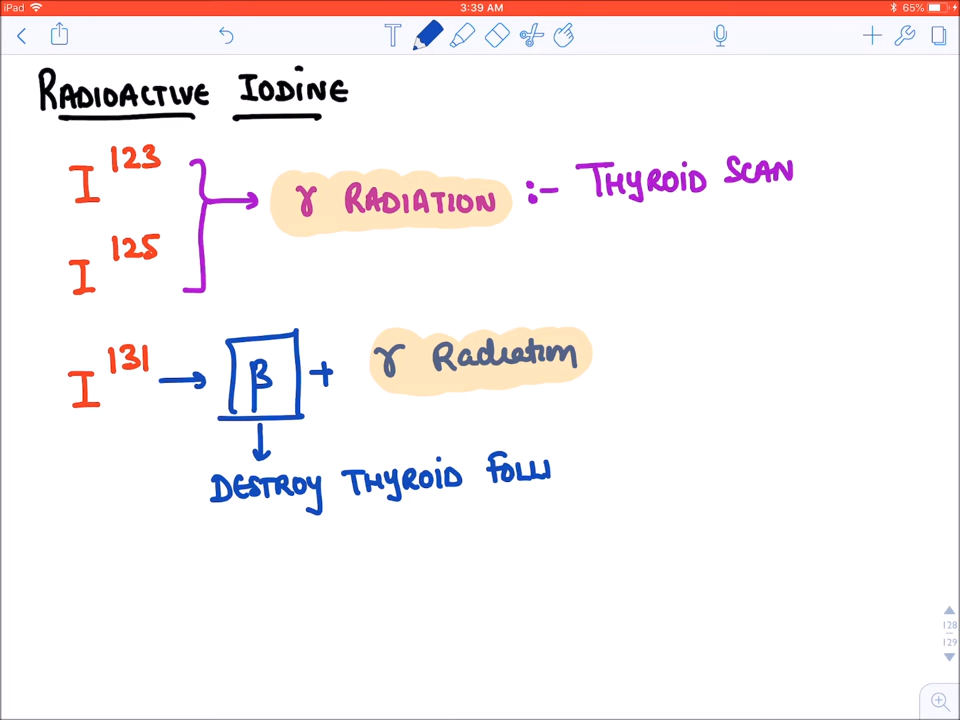 iPad 3:39 AM 65%
T
RADIOACTIVE IODINE
I 123
γ RADIATION :- THYROID SCAN
I 125
I 131 → β + γ Radiation
DESTROY THYROID FOLLI
128
129